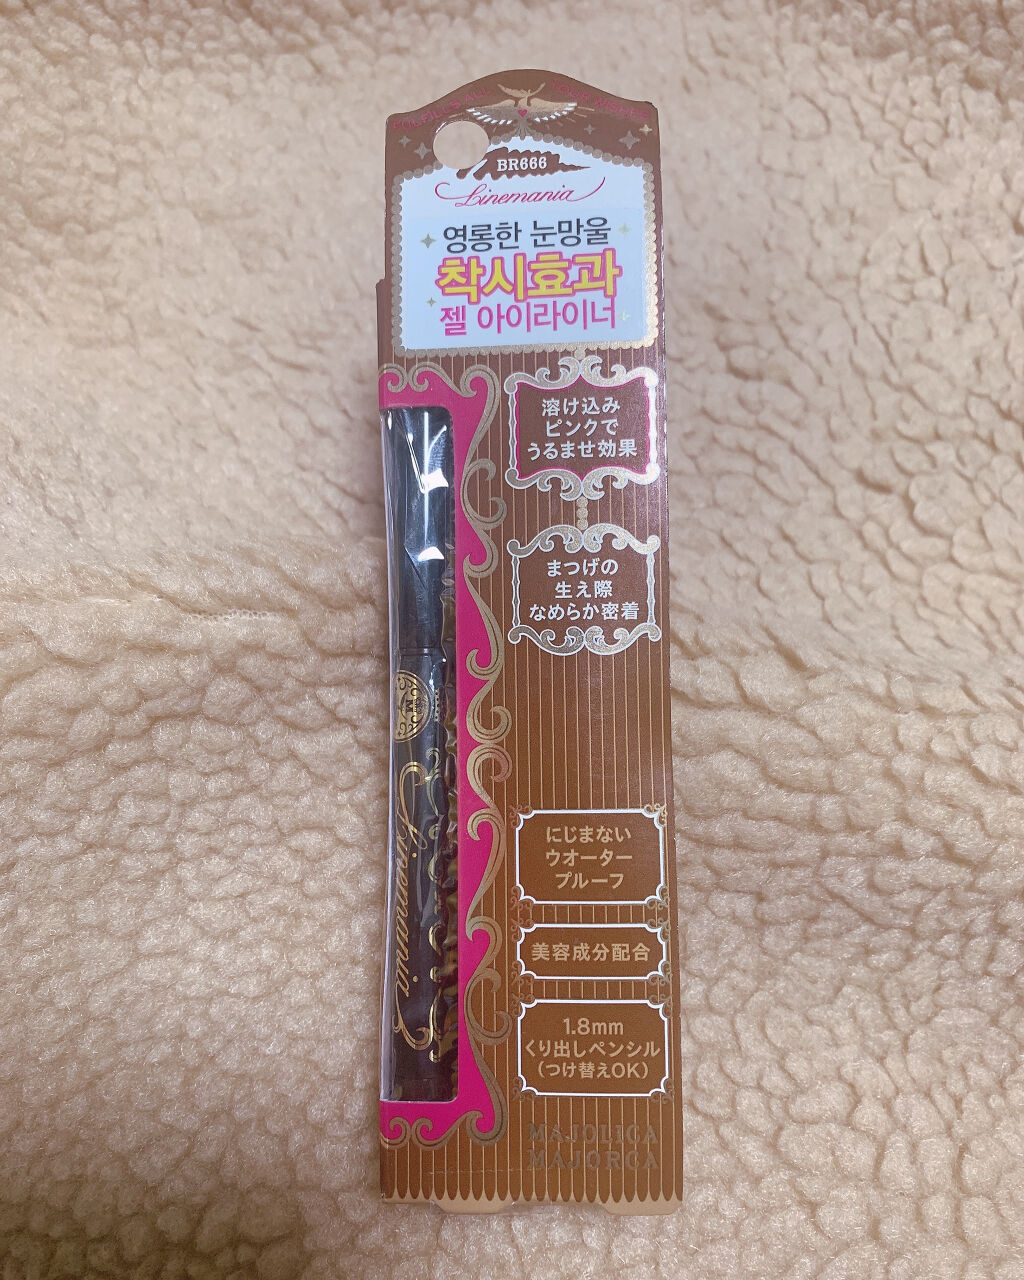 FULFILLS ALL YOUR WISHES
BR666
Linemania
영롱한 눈망울
착시효과
젤 아이라이너
溶け込み
ピンクで
うるませ効果
まつげの
生え際
なめらか密着
M
Linemania
にじまない
ウオーター
プルーフ
美容成分配合
1.8mm
くり出しペンシル
(つけ替えOK)
MAJOLICA
MAJORCA